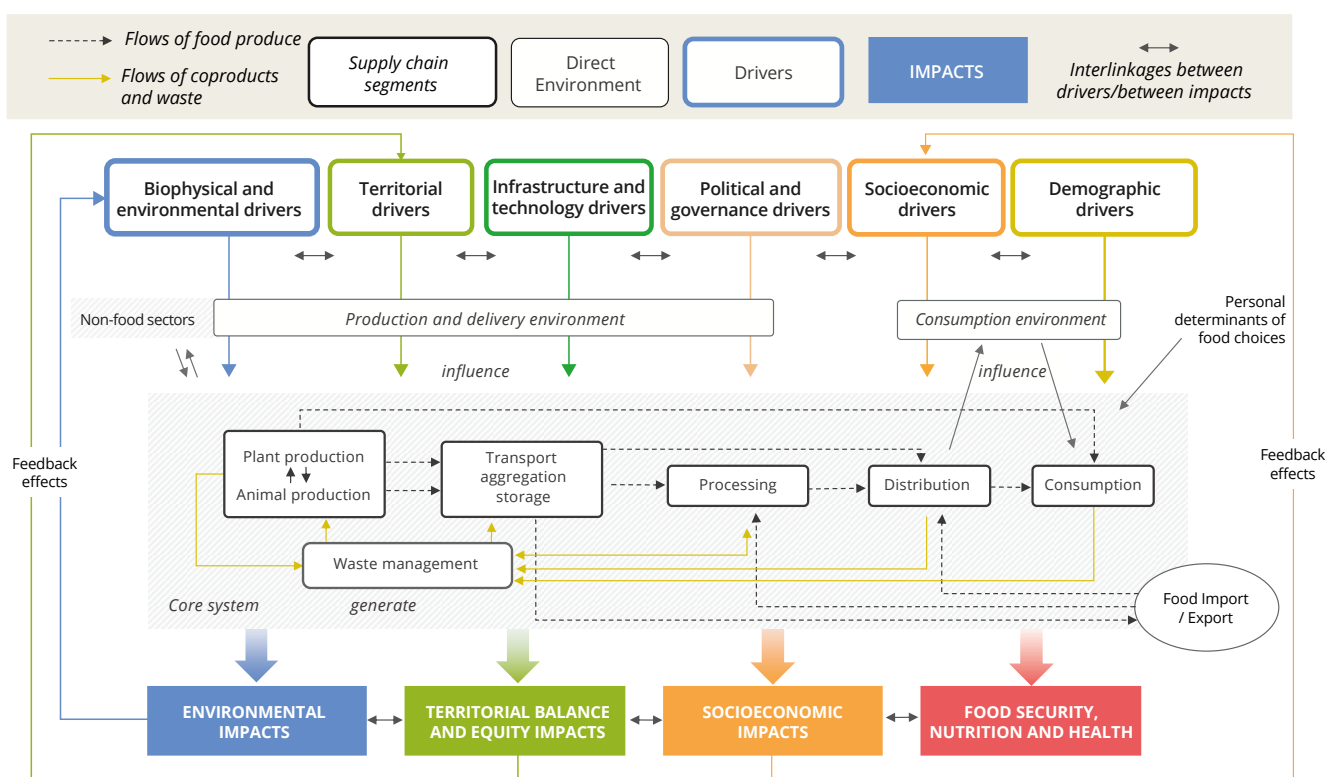 Flows of food produce
Flows of coproducts
and waste
Supply chain
segments
Direct
Environment
Drivers
IMPACTS
Interlinkages between
drivers/between impacts
Biophysical and
environmental drivers
Territorial
drivers
Infrastructure and
technology drivers
Political and
governance drivers
Socioeconomic
drivers
Demographic
drivers
Non-food sectors
Production and delivery environment
Consumption environment
Personal
determinants of
food choices
influence
influence
Feedback
effects
Plant production
Animal production
Transport
aggregation
storage
Processing
Distribution
Consumption
Feedback
effects
Waste management
Core system
generate
Food Import
/ Export
ENVIRONMENTAL
IMPACTS
TERRITORIAL BALANCE
AND EQUITY IMPACTS
SOCIOECONOMIC
IMPACTS
FOOD SECURITY,
NUTRITION AND HEALTH